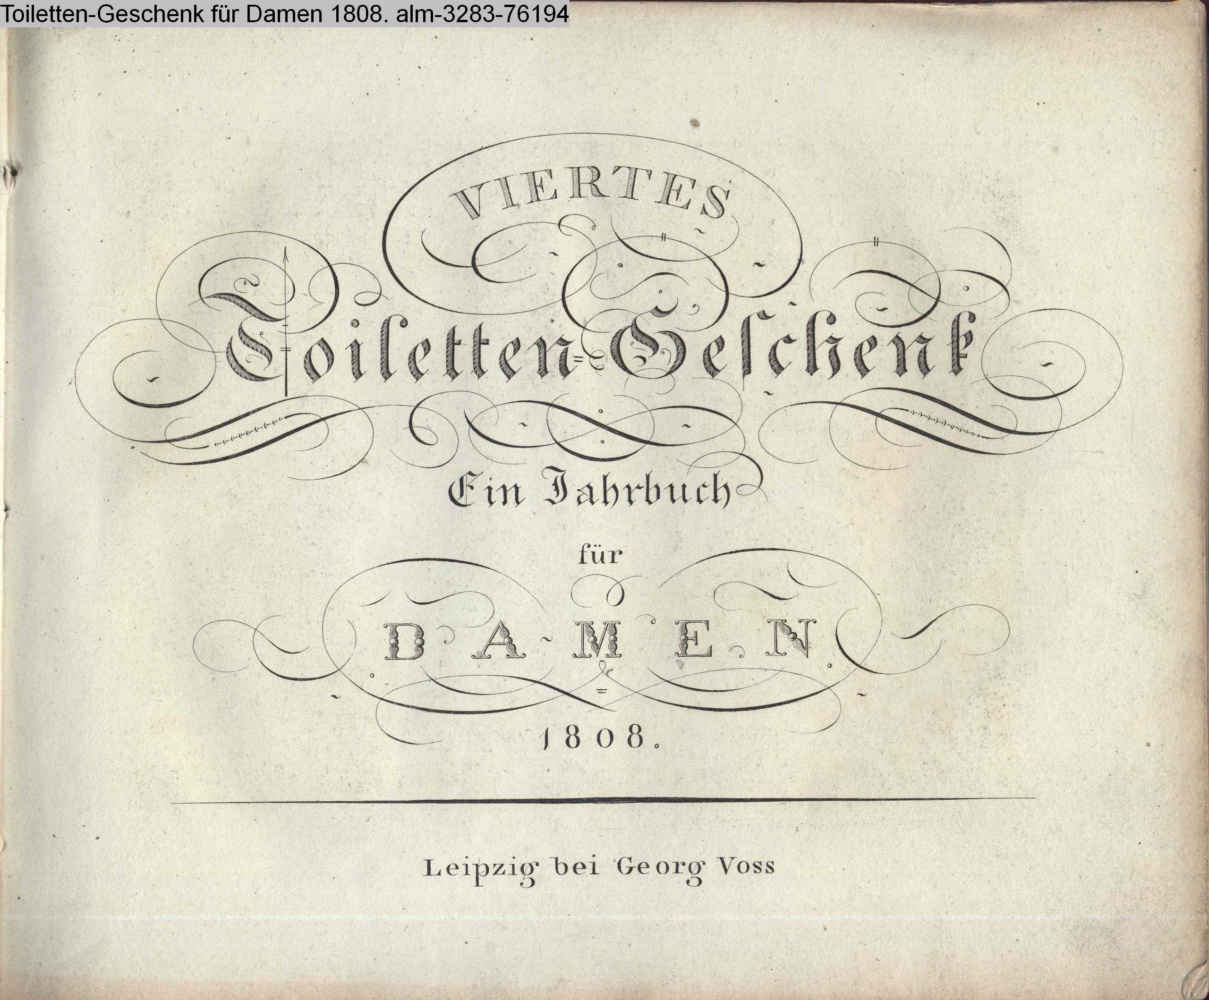 Toiletten-Geschenk für Damen 1808. alm-3283-76194
VIERTES
Toiletten-Geſchenk
Ein Jahrbuch
für
DAMEN.
1808.
Leipzig bei Georg Voss